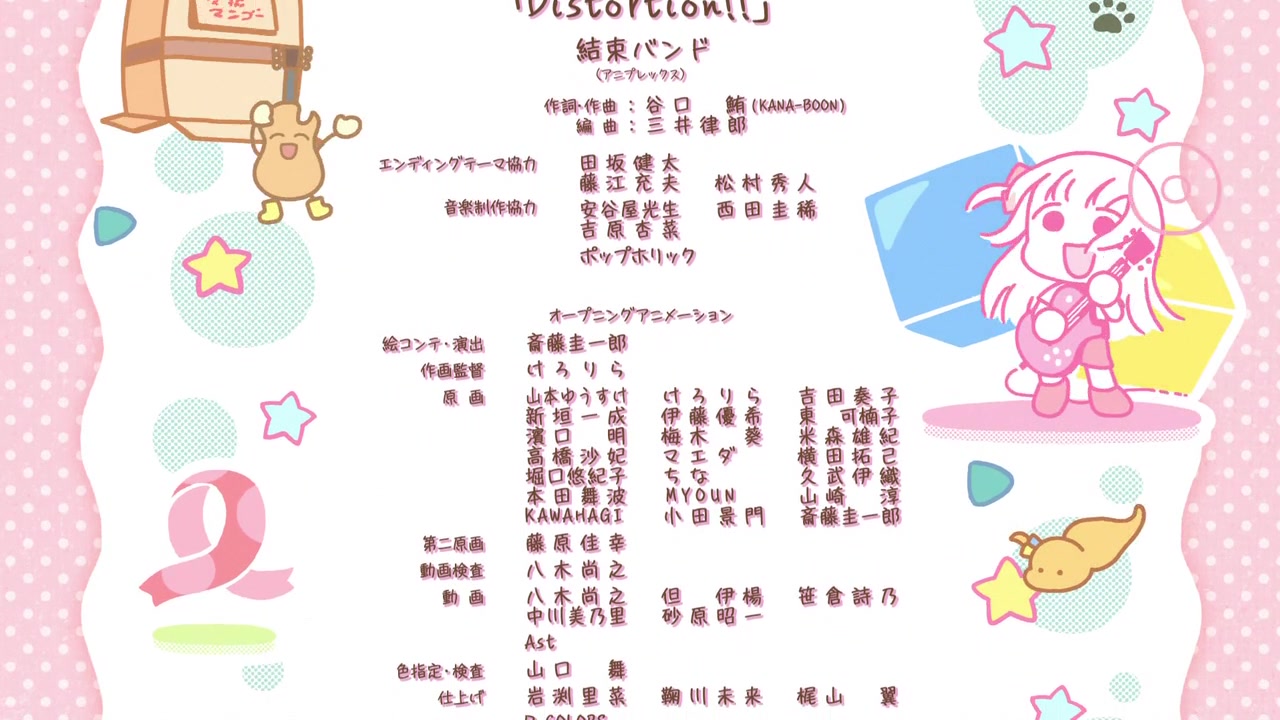 「Distortion!!」
結束バンド
(アニプレックス)
作詞・作曲：谷口 鮪(KANA-BOON)
編曲：三井律郎
エンディングテーマ協力 田坂健太
藤江充夫 松村秀人
音楽制作協力 安谷屋光生 西田圭稀
吉原杏菜
ポップホリック
オープニングアニメーション
絵コンテ・演出 斎藤圭一郎
作画監督 けろりら
原画 山本ゆうすけ けろりら 吉田奏子
新垣一成 伊藤優希 東 可楠子
濱口 明 梅木 葵 米森雄紀
高橋沙妃 マエダ 横田拓己
堀口悠紀子 ちな 久武伊織
本田舞波 MYOUN 山崎 淳
KAWAHAGI 小田景門 斎藤圭一郎
第二原画 藤原佳幸
動画検査 八木尚之
動画 八木尚之 但 伊楊 笹倉詩乃
中川美乃里 砂原昭一
Ast
色指定・検査 山口 舞
仕上げ 岩渕里菜 鞠川未来 梶山 翼
マンゴー